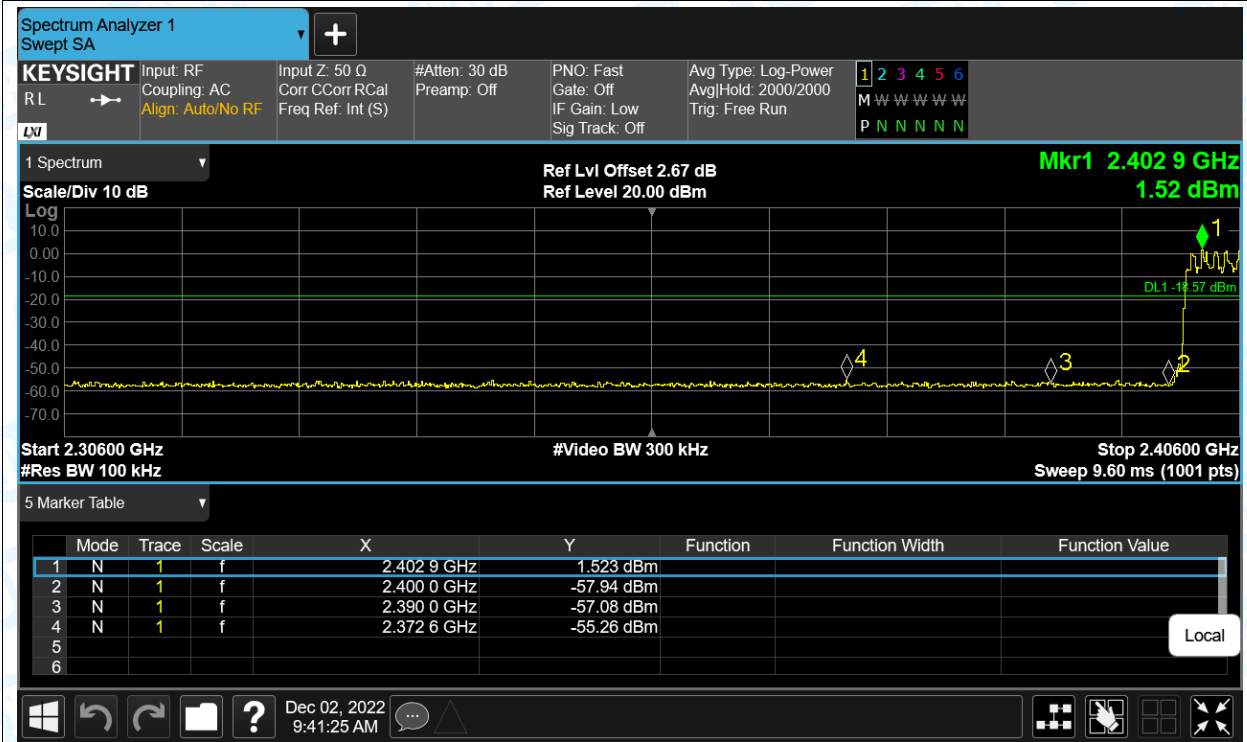 Spectrum Analyzer 1
Swept SA
+
KEYSIGHT Input: RF Input Z: 50 Ω #Atten: 30 dB PNO: Fast Avg Type: Log-Power 1 2 3 4 5 6
R L Coupling: AC Corr CCorr RCal Preamp: Off Gate: Off Avg|Hold: 2000/2000 M W W W W W
Align: Auto/No RF Freq Ref: Int (S) IF Gain: Low Trig: Free Run
LXI Sig Track: Off P N N N N N
1 Spectrum Ref Lvl Offset 2.67 dB Mkr1 2.402 9 GHz
Scale/Div 10 dB Ref Level 20.00 dBm 1.52 dBm
Log
10.0 1
0.00
-10.0
DL1 -18.57 dBm
-20.0
-30.0
-40.0
-50.0 4 3 2
-60.0
-70.0
Start 2.30600 GHz #Video BW 300 kHz Stop 2.40600 GHz
#Res BW 100 kHz Sweep 9.60 ms (1001 pts)
5 Marker Table
Mode Trace Scale X Y Function Function Width Function Value
1 N 1 f 2.402 9 GHz 1.523 dBm
2 N 1 f 2.400 0 GHz -57.94 dBm
3 N 1 f 2.390 0 GHz -57.08 dBm
4 N 1 f 2.372 6 GHz -55.26 dBm
5
6
Local
? Dec 02, 2022
9:41:25 AM